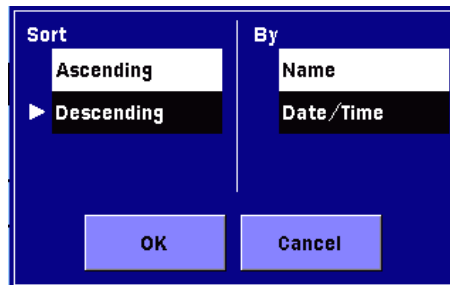 Sort
Ascending
Descending
By
Name
Date/Time
OK
Cancel